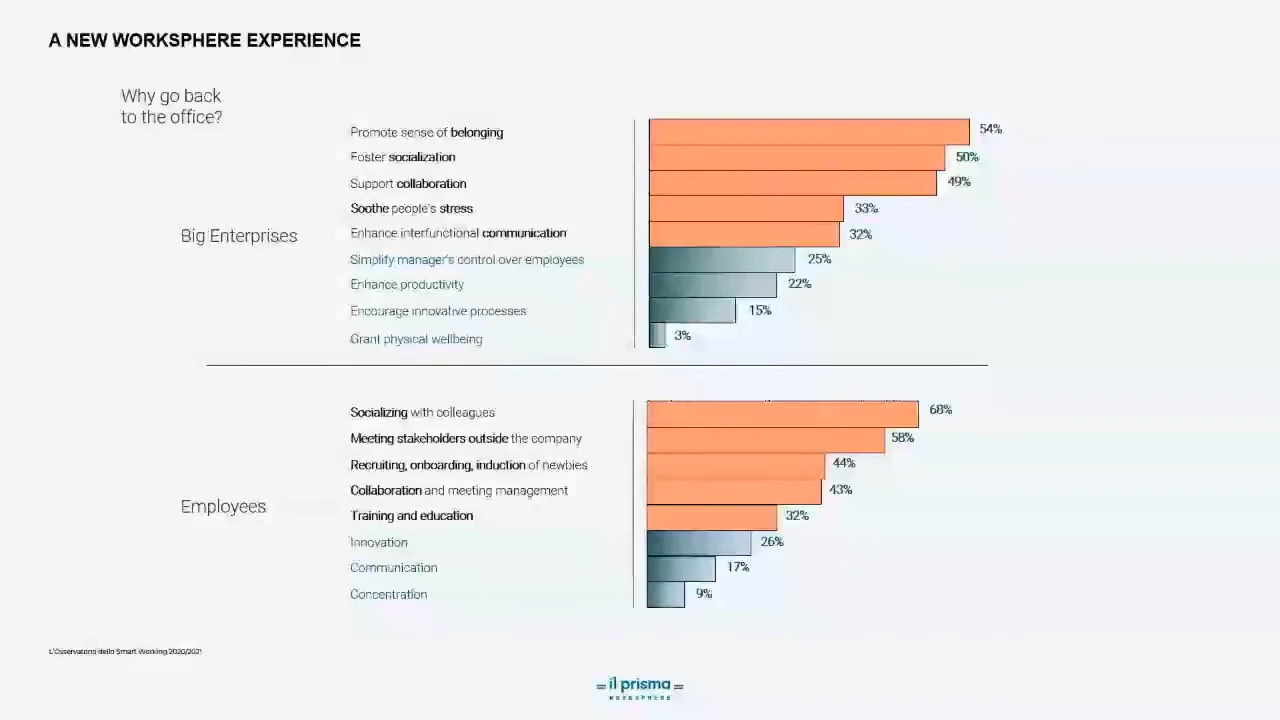 A NEW WORKSPHERE EXPERIENCE
Why go back
to the office?
Big Enterprises
Promote sense of belonging 54%
Foster socialization 50%
Support collaboration 49%
Soothe people's stress 33%
Enhance interfunctional communication 32%
Simplify manager's control over employees 25%
Enhance productivity 22%
Encourage innovative processes 15%
Grant physical wellbeing 3%
Employees
Socializing with colleagues 68%
Meeting stakeholders outside the company 58%
Recruiting, onboarding, induction of newbies 44%
Collaboration and meeting management 43%
Training and education 32%
Innovation 26%
Communication 17%
Concentration 9%
L'Osservatorio dello Smart Working 2020/2021
il prisma
WORKSPHERE